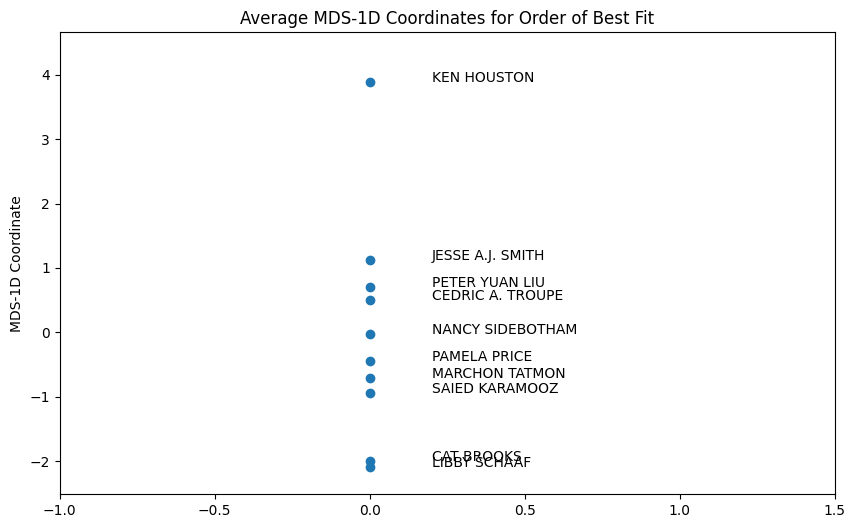 Average MDS-1D Coordinates for Order of Best Fit
MDS-1D Coordinate
4
3
2
1
0
−1
−2
KEN HOUSTON
JESSE A.J. SMITH
PETER YUAN LIU
CEDRIC A. TROUPE
NANCY SIDEBOTHAM
PAMELA PRICE
MARCHON TATMON
SAIED KARAMOOZ
CAT BROOKS
LIBBY SCHAAF
−1.0
−0.5
0.0
0.5
1.0
1.5